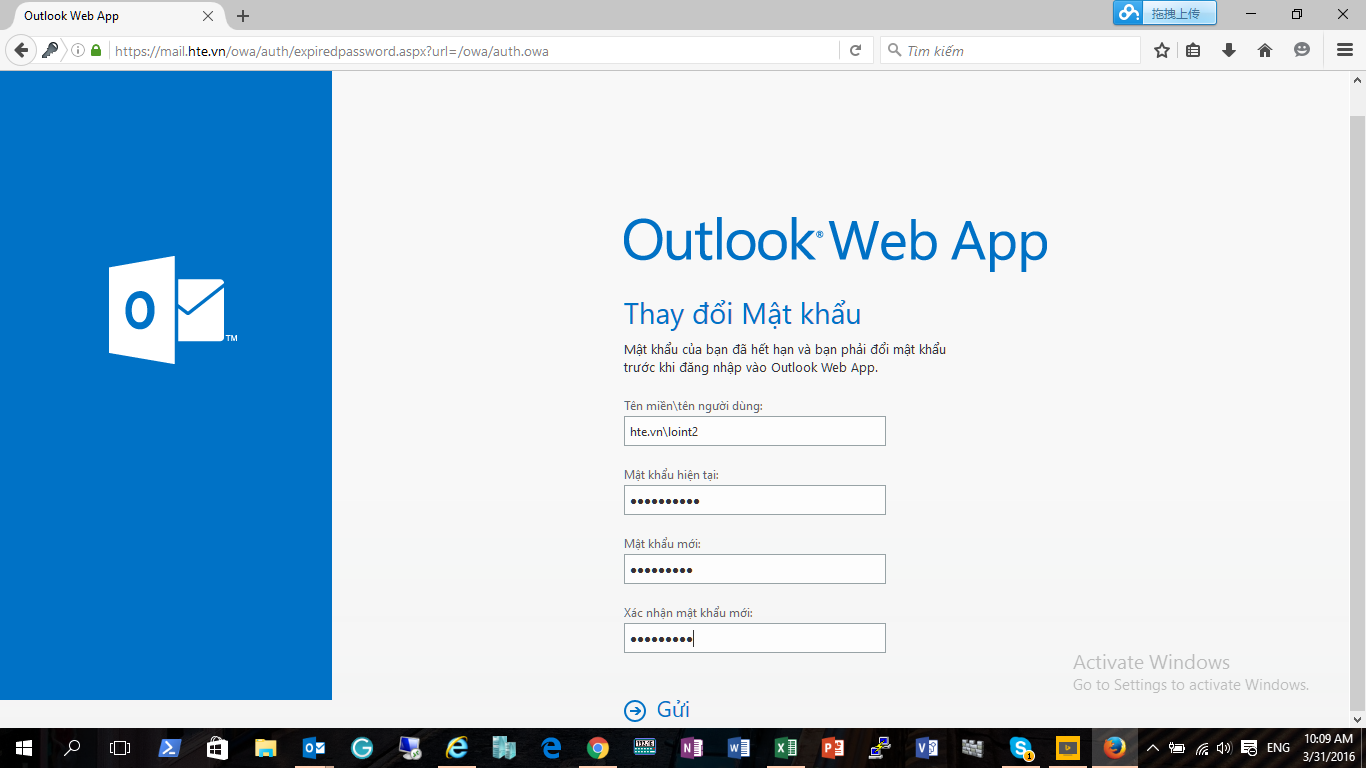 Outlook Web App
拖拽上传
https://mail.hte.vn/owa/auth/expiredpassword.aspx?url=/owa/auth.owa
Tìm kiếm
Outlook® Web App
Thay đổi Mật khẩu
Mật khẩu của bạn đã hết hạn và bạn phải đổi mật khẩu
trước khi đăng nhập vào Outlook Web App.
Tên miền\tên người dùng:
hte.vn\loint2
Mật khẩu hiện tại:
●●●●●●●●●●
Mật khẩu mới:
●●●●●●●●●
Xác nhận mật khẩu mới:
●●●●●●●●●
Activate Windows
Go to Settings to activate Windows.
Gửi
ENG
10:09 AM
3/31/2016